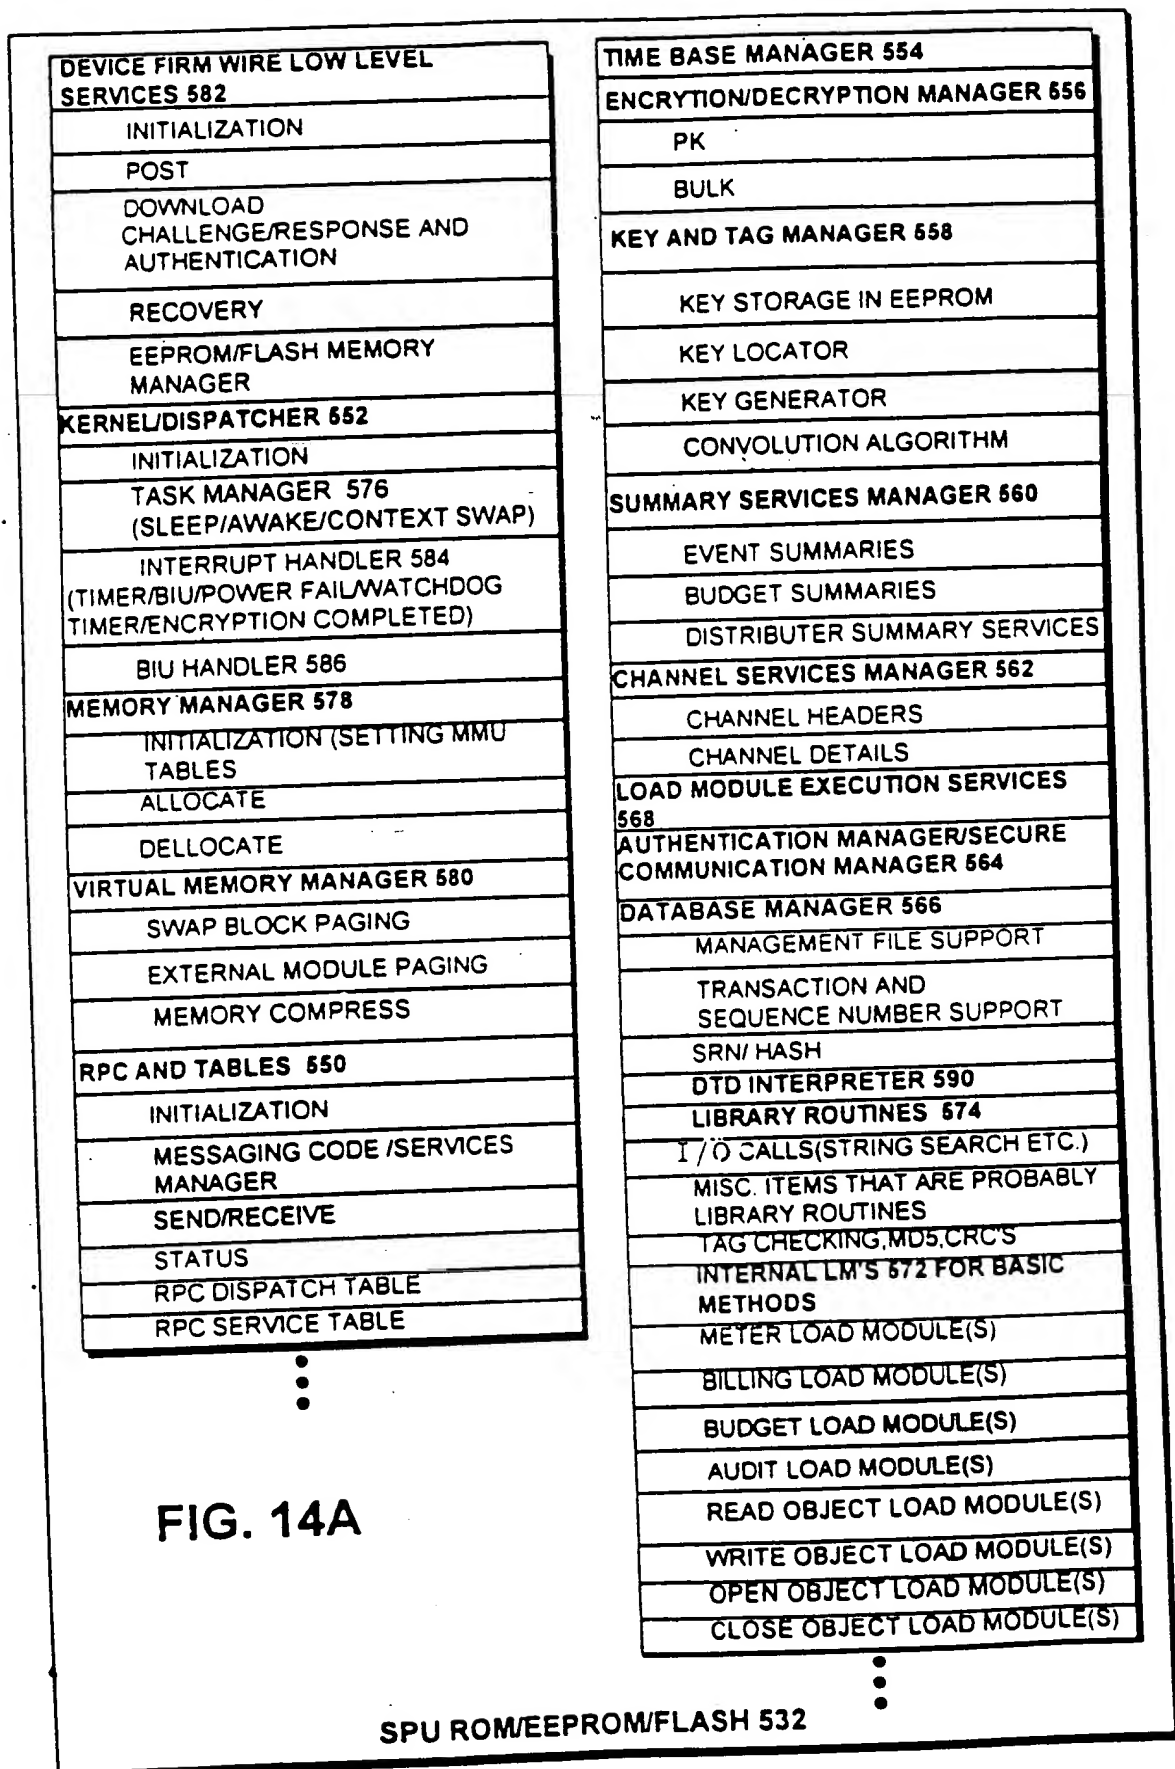 DEVICE FIRM WIRE LOW LEVEL
SERVICES 582
INITIALIZATION
POST
DOWNLOAD
CHALLENGE/RESPONSE AND
AUTHENTICATION
RECOVERY
EEPROM/FLASH MEMORY
MANAGER
KERNEL/DISPATCHER 552
INITIALIZATION
TASK MANAGER 576
(SLEEP/AWAKE/CONTEXT SWAP)
INTERRUPT HANDLER 584
(TIMER/BIU/POWER FAIL/WATCHDOG
TIMER/ENCRYPTION COMPLETED)
BIU HANDLER 586
MEMORY MANAGER 578
INITIALIZATION (SETTING MMU
TABLES
ALLOCATE
DELLOCATE
VIRTUAL MEMORY MANAGER 580
SWAP BLOCK PAGING
EXTERNAL MODULE PAGING
MEMORY COMPRESS
RPC AND TABLES 550
INITIALIZATION
MESSAGING CODE /SERVICES
MANAGER
SEND/RECEIVE
STATUS
RPC DISPATCH TABLE
RPC SERVICE TABLE
TIME BASE MANAGER 554
ENCRYTION/DECRYPTION MANAGER 556
PK
BULK
KEY AND TAG MANAGER 558
KEY STORAGE IN EEPROM
KEY LOCATOR
KEY GENERATOR
CONVOLUTION ALGORITHM
SUMMARY SERVICES MANAGER 560
EVENT SUMMARIES
BUDGET SUMMARIES
DISTRIBUTER SUMMARY SERVICES
CHANNEL SERVICES MANAGER 562
CHANNEL HEADERS
CHANNEL DETAILS
LOAD MODULE EXECUTION SERVICES
568
AUTHENTICATION MANAGER/SECURE
COMMUNICATION MANAGER 564
DATABASE MANAGER 566
MANAGEMENT FILE SUPPORT
TRANSACTION AND
SEQUENCE NUMBER SUPPORT
SRN/ HASH
DTD INTERPRETER 590
LIBRARY ROUTINES 574
I/O CALLS(STRING SEARCH ETC.)
MISC. ITEMS THAT ARE PROBABLY
LIBRARY ROUTINES
TAG CHECKING,MD5,CRC'S
INTERNAL LM'S 572 FOR BASIC
METHODS
METER LOAD MODULE(S)
BILLING LOAD MODULE(S)
BUDGET LOAD MODULE(S)
AUDIT LOAD MODULE(S)
READ OBJECT LOAD MODULE(S)
WRITE OBJECT LOAD MODULE(S)
OPEN OBJECT LOAD MODULE(S)
CLOSE OBJECT LOAD MODULE(S)
FIG. 14A
SPU ROM/EEPROM/FLASH 532